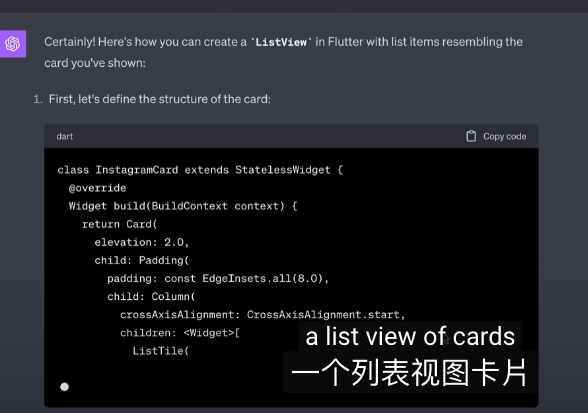 Certainly! Here's how you can create a `ListView` in Flutter with list items resembling the
card you've shown:
1. First, let's define the structure of the card:
dart
Copy code
class InstagramCard extends StatelessWidget {
@override
Widget build(BuildContext context) {
return Card(
elevation: 2.0,
child: Padding(
padding: const EdgeInsets.all(8.0),
child: Column(
crossAxisAlignment: CrossAxisAlignment.start,
children: <Widget>[
ListTile(
a list view of cards
一个列表视图卡片